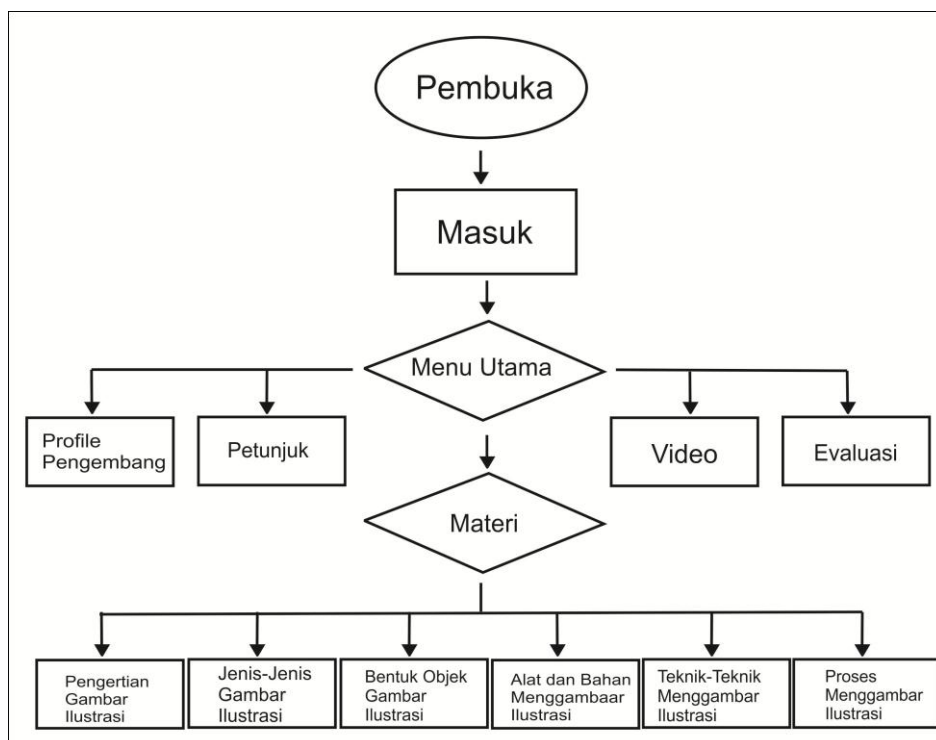 Pembuka
Masuk
Menu Utama
Profile
Pengembang
Petunjuk
Video
Evaluasi
Materi
Pengertian
Gambar
Ilustrasi
Jenis-Jenis
Gambar
Ilustrasi
Bentuk Objek
Gambar
Ilustrasi
Alat dan Bahan
Menggambaar
Ilustrasi
Teknik-Teknik
Menggambar
Ilustrasi
Proses
Menggambar
Ilustrasi